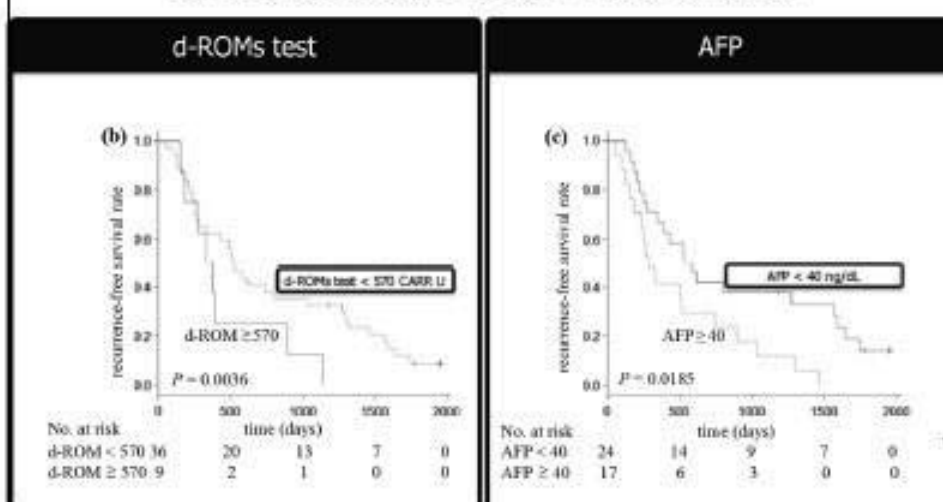 d-ROMs test
AFP
(b)
recurrence-free survival rate
1.0
0.8
0.6
0.4
0.2
0.0
d-ROMs test < 570 CARR U
d-ROM ≥ 570
P = 0.0036
0 500 1000 1500 2000
time (days)
No. at risk
d-ROM < 570 36 20 13 7 0
d-ROM ≥ 570 9 2 1 0 0
(c)
recurrence-free survival rate
1.0
0.8
0.6
0.4
0.2
0.0
AFP < 40 ng/dL
AFP ≥ 40
P = 0.0185
0 500 1000 1500 2000
time (days)
No. at risk
AFP < 40 24 14 9 7 0
AFP ≥ 40 17 6 3 0 0